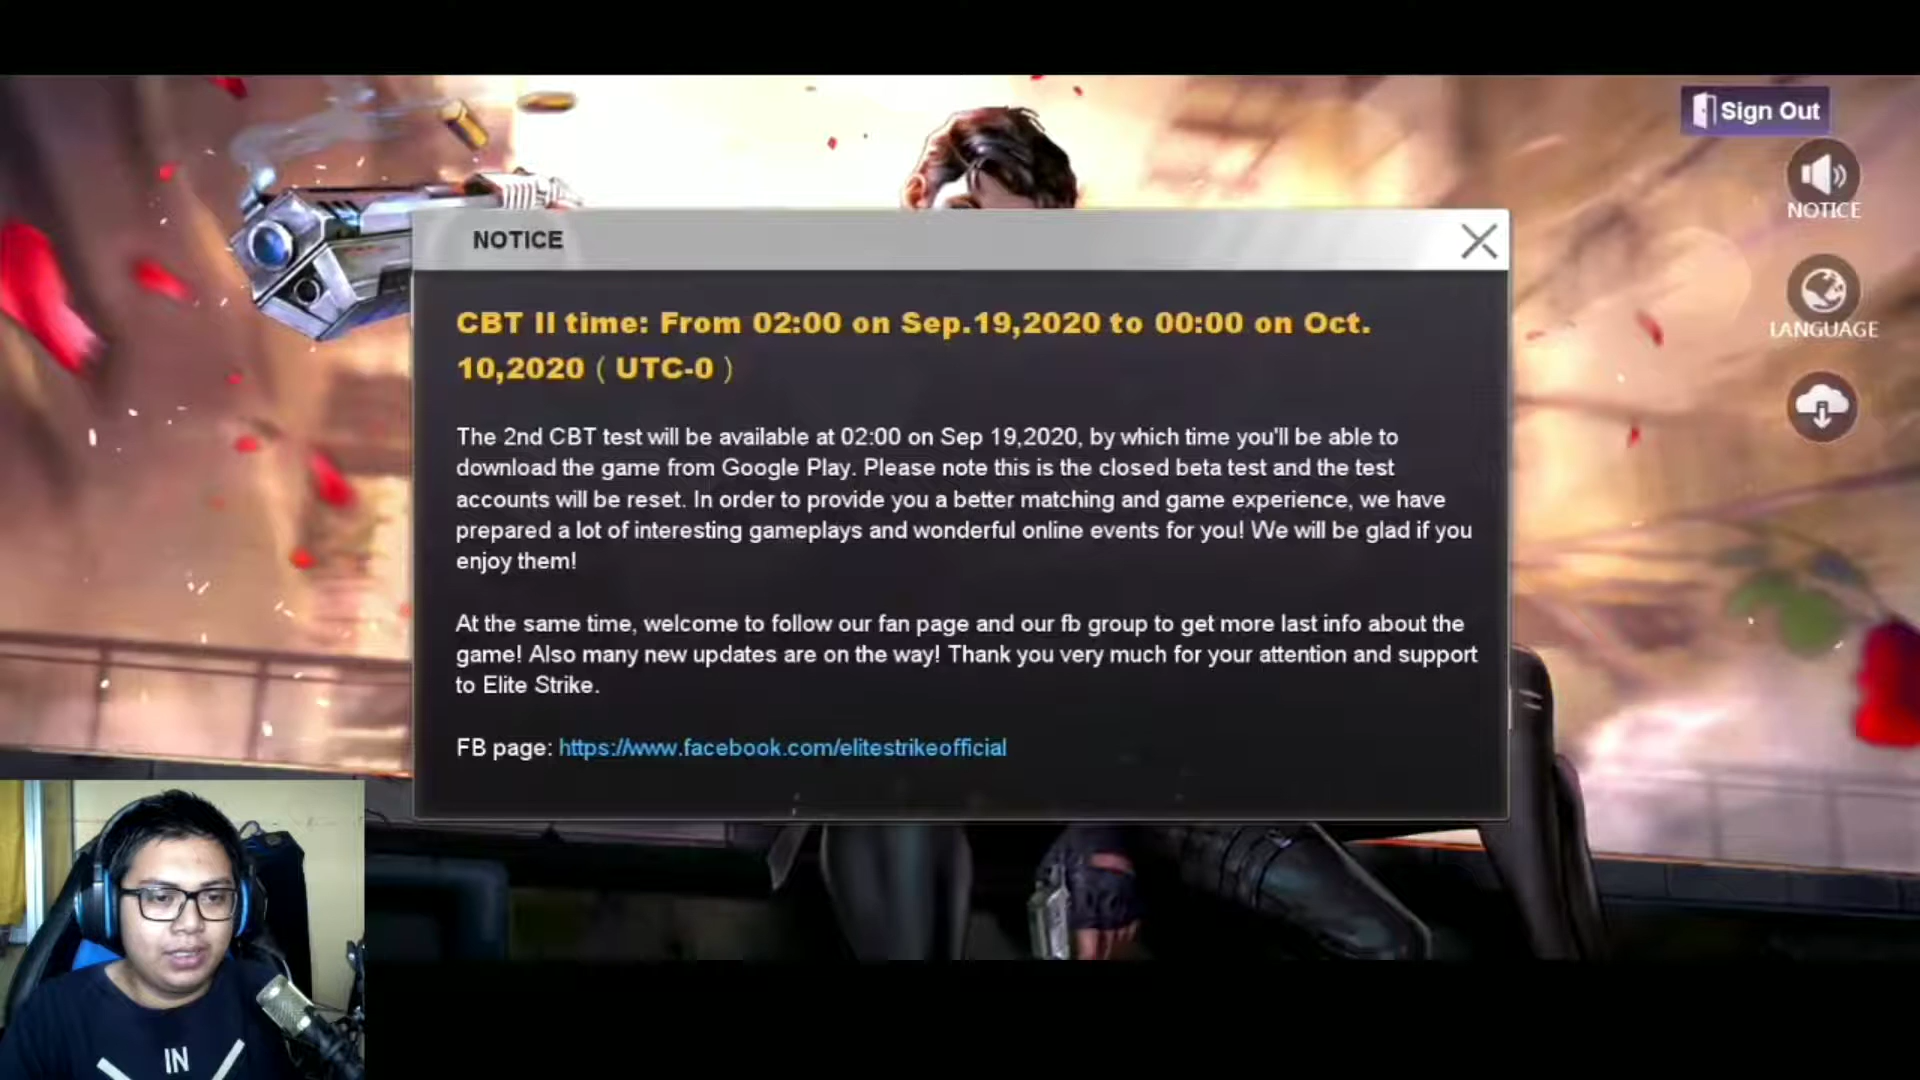 Sign Out
NOTICE
LANGUAGE
NOTICE
CBT II time: From 02:00 on Sep.19,2020 to 00:00 on Oct.
10,2020 ( UTC-0 )
The 2nd CBT test will be available at 02:00 on Sep 19,2020, by which time you'll be able to
download the game from Google Play. Please note this is the closed beta test and the test
accounts will be reset. In order to provide you a better matching and game experience, we have
prepared a lot of interesting gameplays and wonderful online events for you! We will be glad if you
enjoy them!
At the same time, welcome to follow our fan page and our fb group to get more last info about the
game! Also many new updates are on the way! Thank you very much for your attention and support
to Elite Strike.
FB page: https://www.facebook.com/elitestrikeofficial
IN